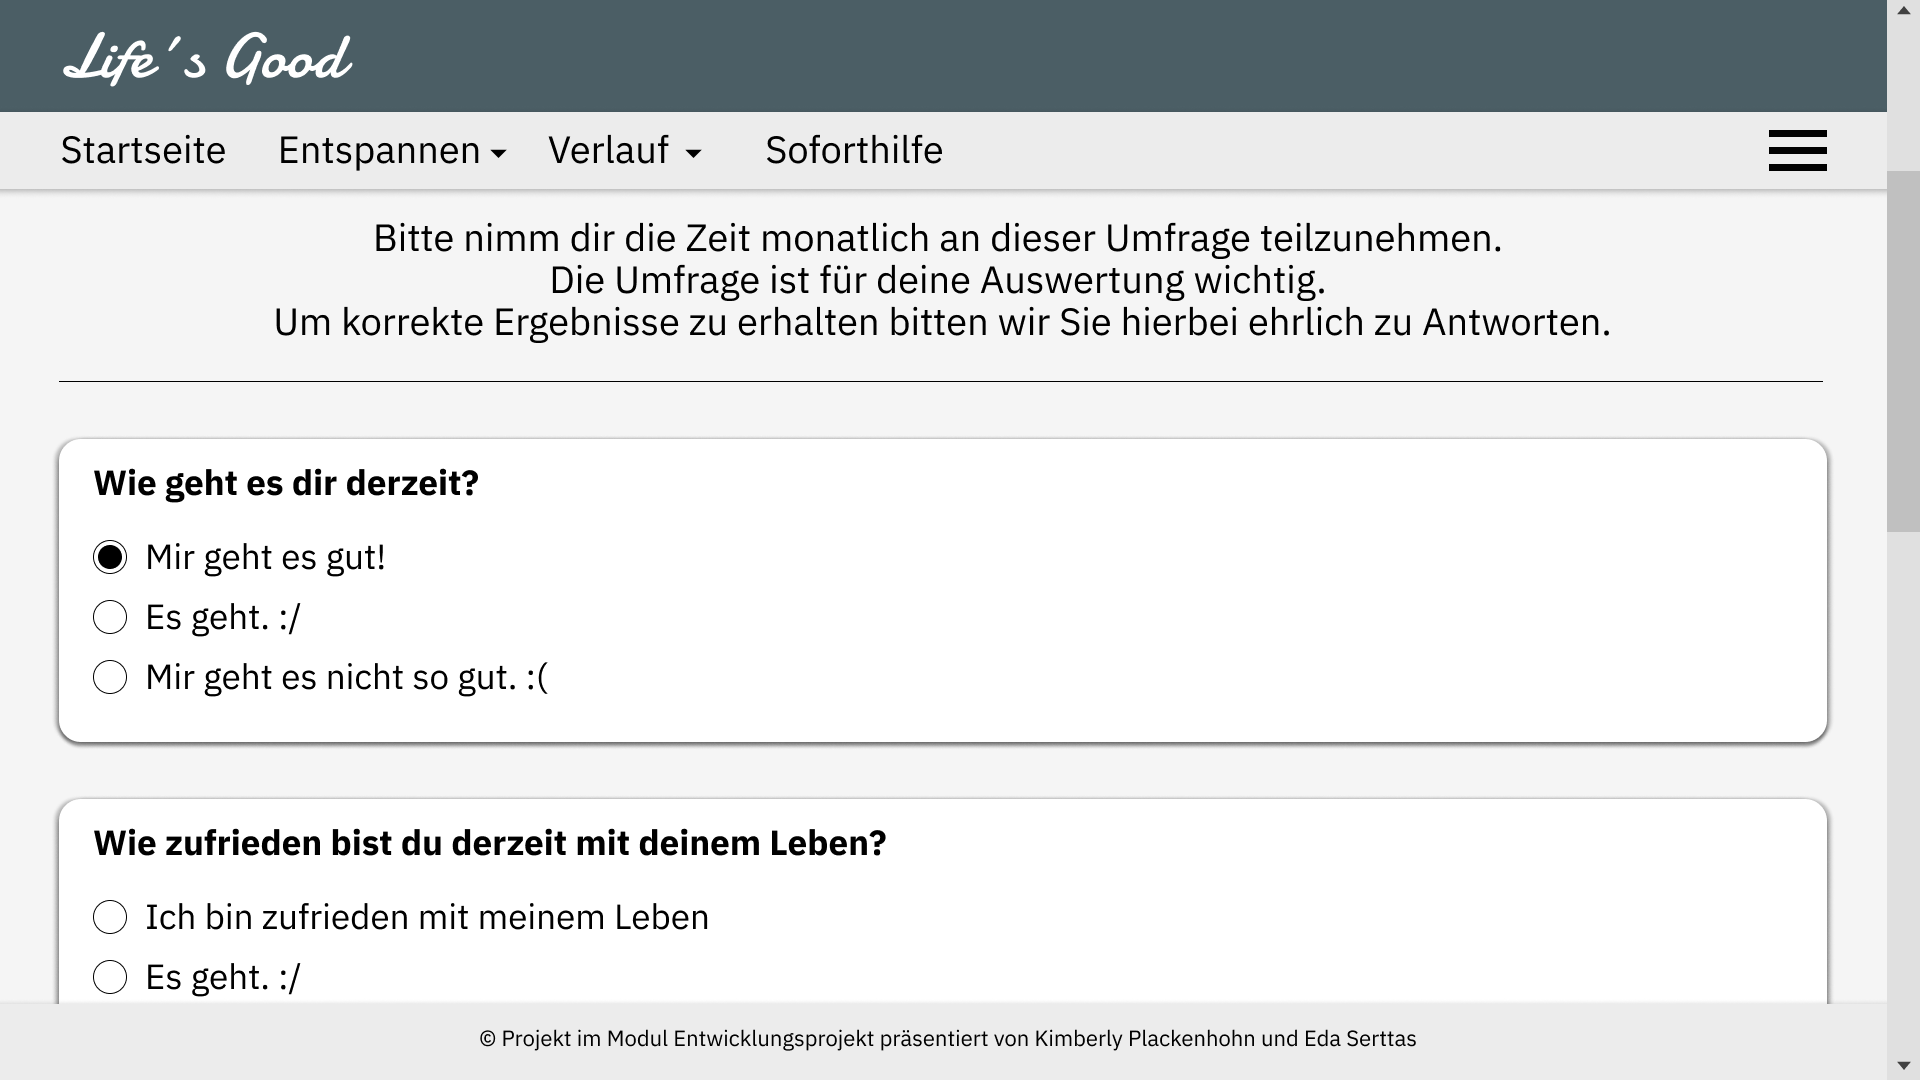 Life´s Good
Startseite
Entspannen
Verlauf
Soforthilfe
Bitte nimm dir die Zeit monatlich an dieser Umfrage teilzunehmen.
Die Umfrage ist für deine Auswertung wichtig.
Um korrekte Ergebnisse zu erhalten bitten wir Sie hierbei ehrlich zu Antworten.
Wie geht es dir derzeit?
Mir geht es gut!
Es geht. :/
Mir geht es nicht so gut. :(
Wie zufrieden bist du derzeit mit deinem Leben?
Ich bin zufrieden mit meinem Leben
Es geht. :/
© Projekt im Modul Entwicklungsprojekt präsentiert von Kimberly Plackenhohn und Eda Serttas